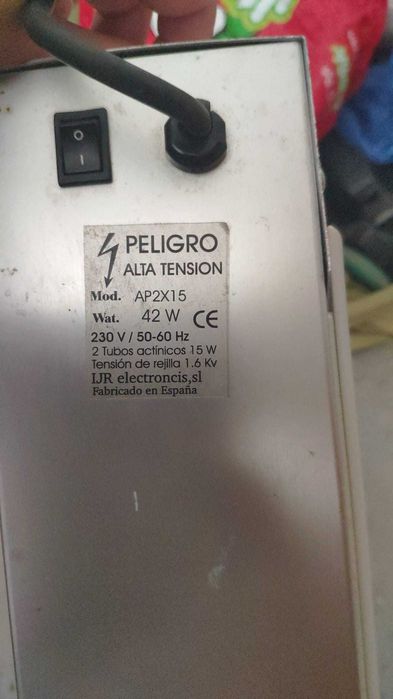 O
I
PELIGRO
ALTA TENSION
Mod. AP2X15
Wat. 42 W CE
230 V / 50-60 Hz
2 Tubos actínicos 15 W
Tensión de rejilla 1.6 Kv
IJR electroncis,sl
Fabricado en España